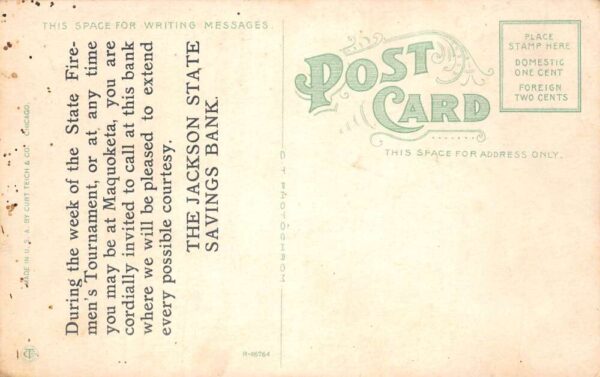 THIS SPACE FOR WRITING MESSAGES.
During the week of the State Fire-
men's Tournament, or at any time
you may be at Maquoketa, you are
cordially invited to call at this bank
where we will be pleased to extend
every possible courtesy.
THE JACKSON STATE
SAVINGS BANK.
MADE IN U. S. A. BY CURT TEICH & CO. CHICAGO.
R-46764
POST
CARD
THIS SPACE FOR ADDRESS ONLY.
PLACE
STAMP HERE
DOMESTIC
ONE CENT
FOREIGN
TWO CENTS